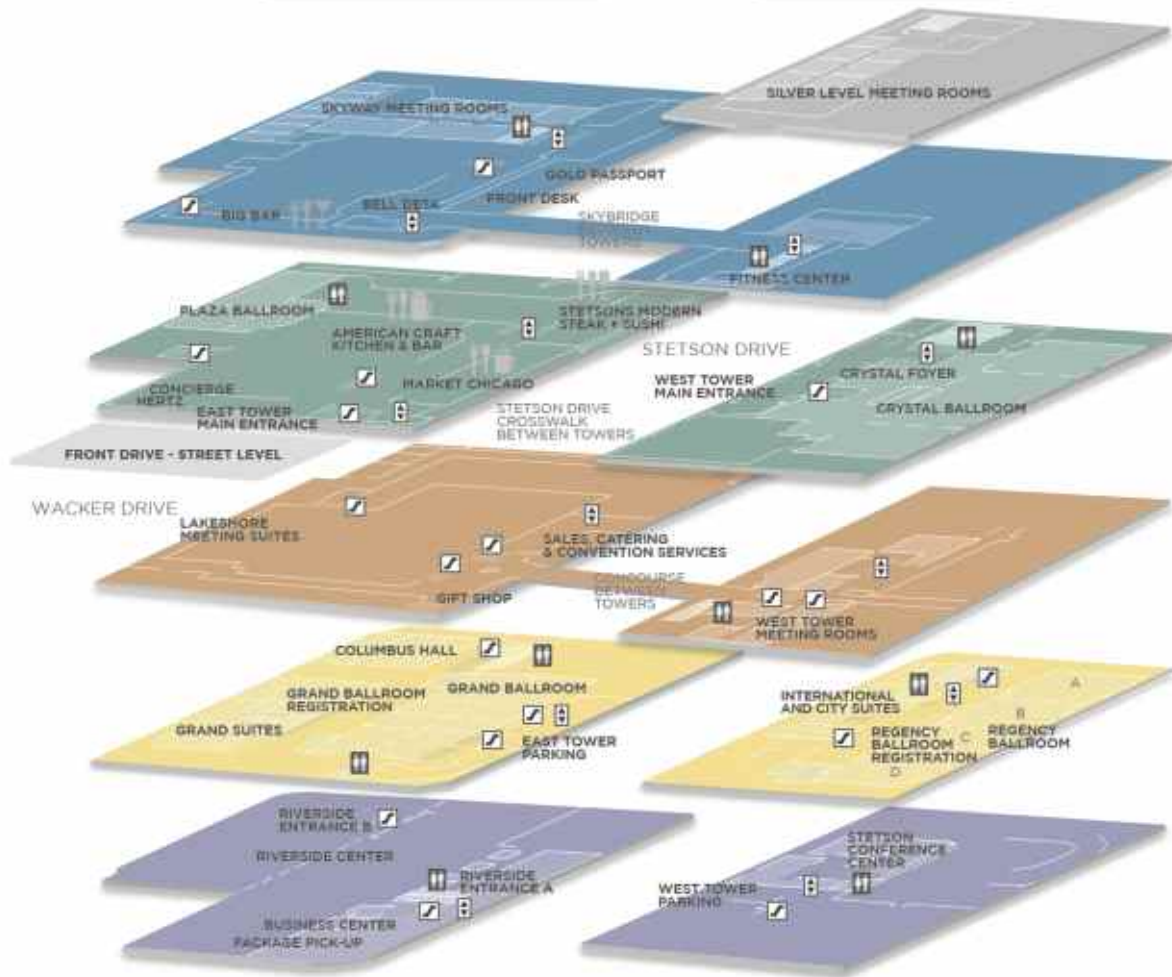 SILVER LEVEL MEETING ROOMS
SKYWAY MEETING ROOMS
GOLD PASSPORT
FRONT DESK
BELL DESK
BIG BAR
SKYBRIDGE
BETWEEN
TOWERS
FITNESS CENTER
PLAZA BALLROOM
AMERICAN CRAFT
KITCHEN & BAR
STETSONS MODERN
STEAK + SUSHI
MARKET CHICAGO
CONCIERGE
HERTZ
EAST TOWER
MAIN ENTRANCE
STETSON DRIVE
WEST TOWER
MAIN ENTRANCE
CRYSTAL FOYER
CRYSTAL BALLROOM
STETSON DRIVE
CROSSWALK
BETWEEN TOWERS
FRONT DRIVE - STREET LEVEL
WACKER DRIVE
LAKESHORE
MEETING SUITES
SALES, CATERING
& CONVENTION SERVICES
GIFT SHOP
CONCOURSE
BETWEEN
TOWERS
WEST TOWER
MEETING ROOMS
COLUMBUS HALL
GRAND BALLROOM
GRAND BALLROOM
REGISTRATION
GRAND SUITES
EAST TOWER
PARKING
INTERNATIONAL
AND CITY SUITES
A
B
C
D
REGENCY
BALLROOM
REGISTRATION
REGENCY
BALLROOM
RIVERSIDE
ENTRANCE B
RIVERSIDE CENTER
RIVERSIDE
ENTRANCE A
BUSINESS CENTER
PACKAGE PICK-UP
STETSON
CONFERENCE
CENTER
WEST TOWER
PARKING